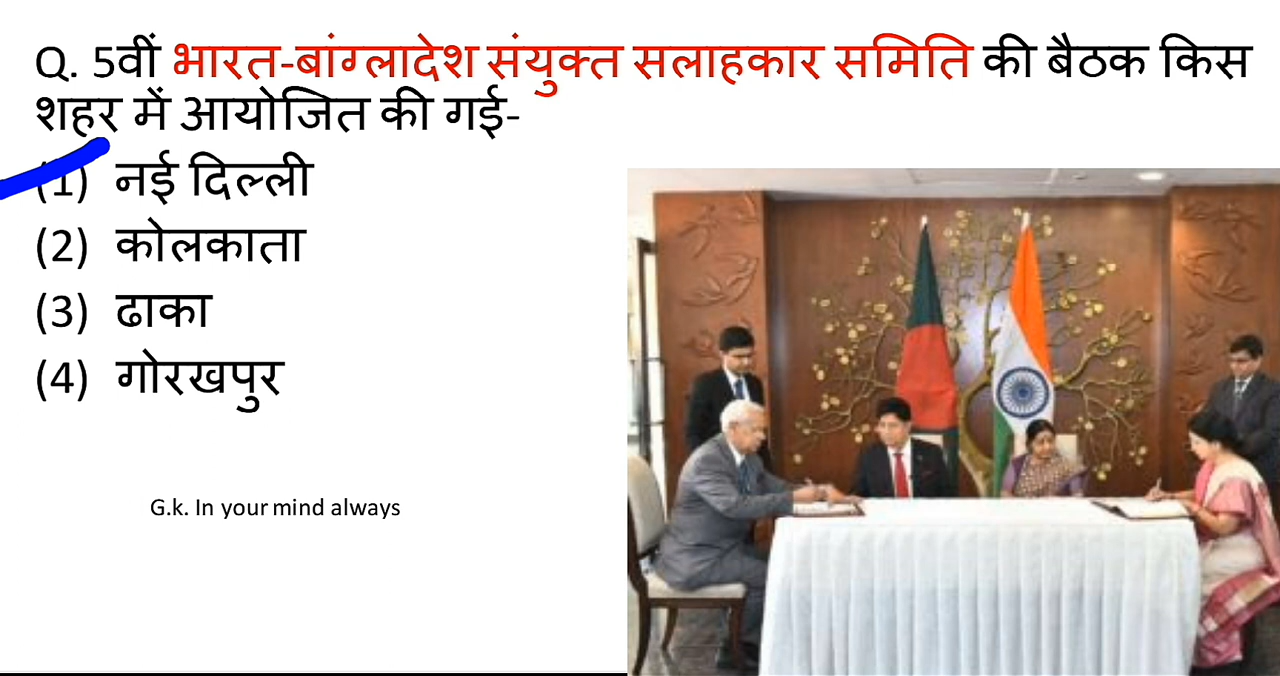 Q. 5वीं भारत-बांग्लादेश संयुक्त सलाहकार समिति की बैठक किस
शहर में आयोजित की गई-
(1) नई दिल्ली
(2) कोलकाता
(3) ढाका
(4) गोरखपुर
G.k. In your mind always